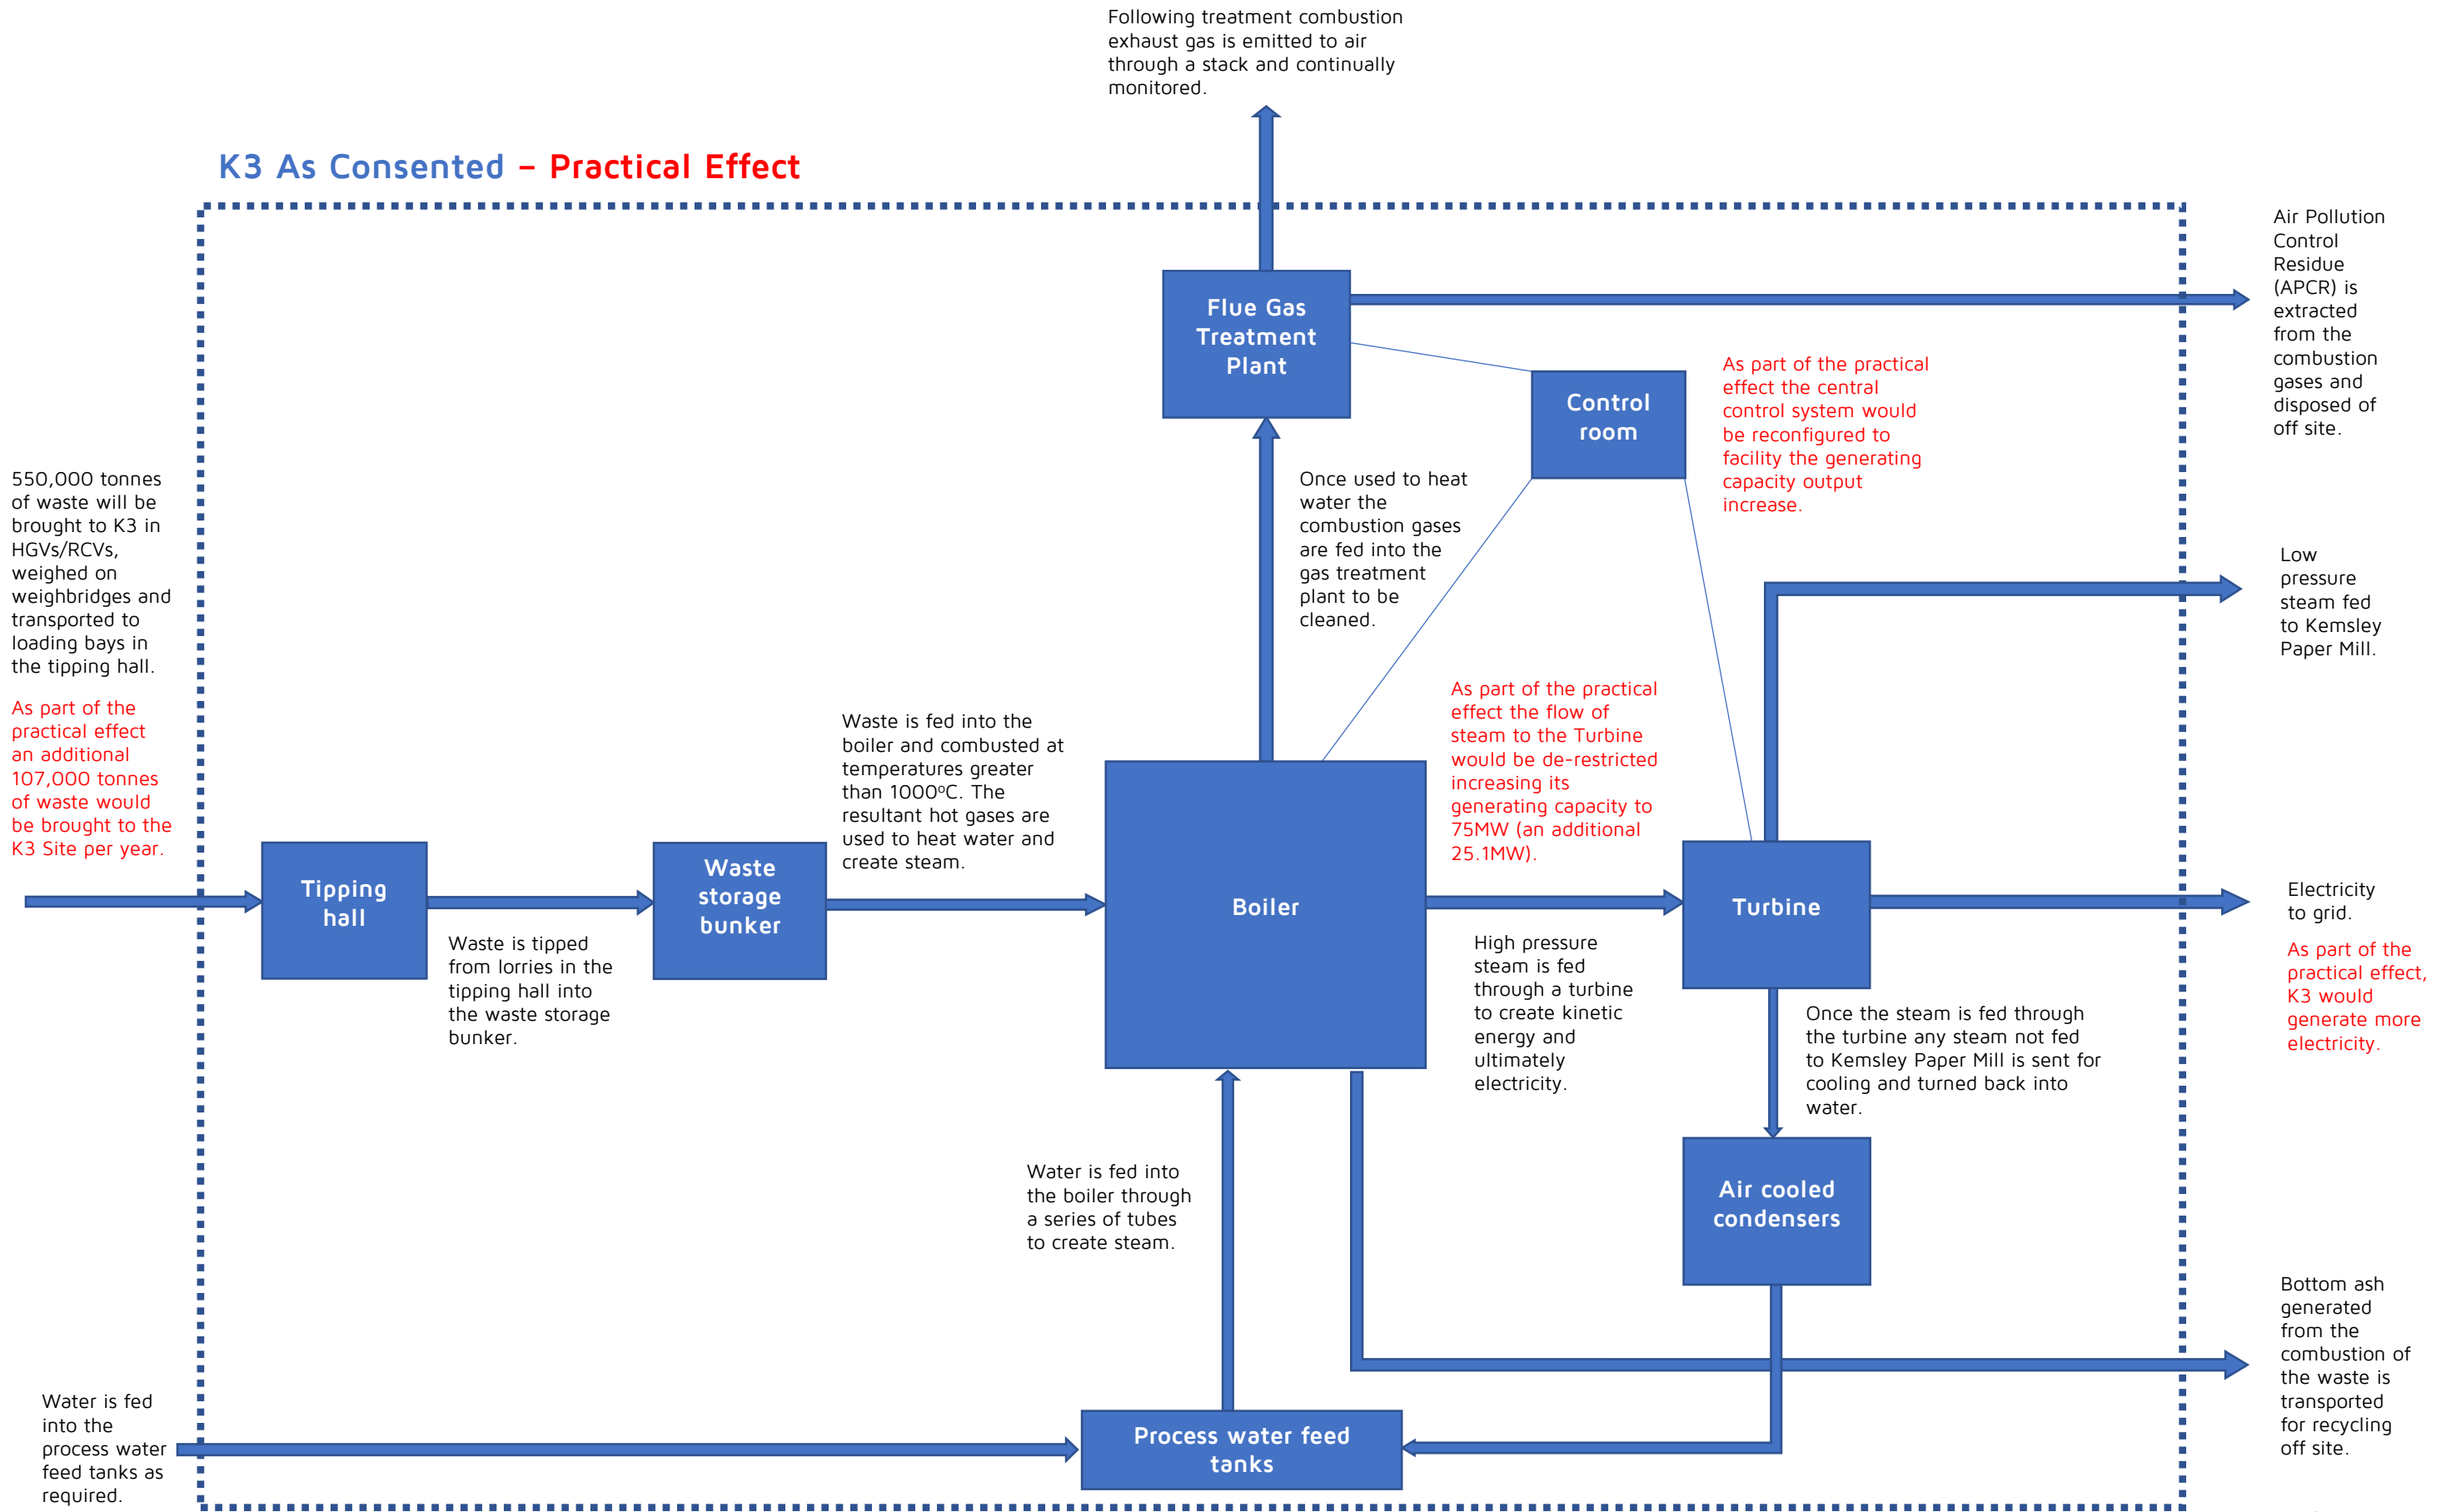 Following treatment combustion
exhaust gas is emitted to air
through a stack and continually
monitored.
K3 As Consented – Practical Effect
Air Pollution
Control
Residue
(APCR) is
extracted
from the
combustion
gases and
disposed of
off site.
Flue Gas
Treatment
Plant
Control
room
As part of the practical
effect the central
control system would
be reconfigured to
facility the generating
capacity output
increase.
550,000 tonnes
of waste will be
brought to K3 in
HGVs/RCVs,
weighed on
weighbridges and
transported to
loading bays in
the tipping hall.
As part of the
practical effect
an additional
107,000 tonnes
of waste would
be brought to the
K3 Site per year.
Once used to heat
water the
combustion gases
are fed into the
gas treatment
plant to be
cleaned.
Low
pressure
steam fed
to Kemsley
Paper Mill.
Waste is fed into the
boiler and combusted at
temperatures greater
than 1000ºC. The
resultant hot gases are
used to heat water and
create steam.
As part of the practical
effect the flow of
steam to the Turbine
would be de-restricted
increasing its
generating capacity to
75MW (an additional
25.1MW).
Tipping
hall
Waste
storage
bunker
Boiler
Turbine
Electricity
to grid.
As part of the
practical effect,
K3 would
generate more
electricity.
Waste is tipped
from lorries in the
tipping hall into
the waste storage
bunker.
High pressure
steam is fed
through a turbine
to create kinetic
energy and
ultimately
electricity.
Once the steam is fed through
the turbine any steam not fed
to Kemsley Paper Mill is sent for
cooling and turned back into
water.
Water is fed into
the boiler through
a series of tubes
to create steam.
Air cooled
condensers
Bottom ash
generated
from the
combustion of
the waste is
transported
for recycling
off site.
Water is fed
into the
process water
feed tanks as
required.
Process water feed
tanks